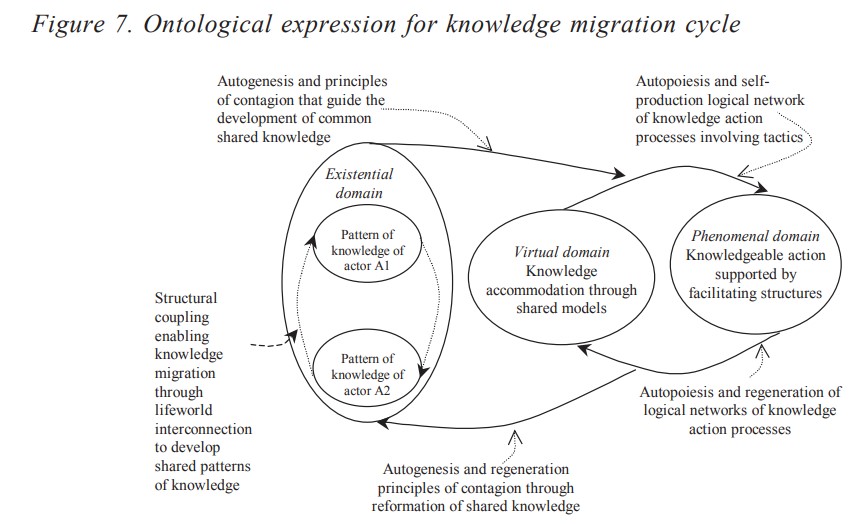 Figure 7. Ontological expression for knowledge migration cycle
Autogenesis and principles
of contagion that guide the
development of common
shared knowledge
Autopoiesis and self-
production logical network
of knowledge action
processes involving tactics
Existential
domain
Pattern of
knowledge of
actor A1
Virtual domain
Knowledge
accommodation through
shared models
Phenomenal domain
Knowledgeable action
supported by
facilitating structures
Structural
coupling
enabling
knowledge
migration
through
lifeworld
interconnection
to develop
shared patterns
of knowledge
Pattern of
knowledge of
actor A2
Autopoiesis and regeneration of
logical networks of knowledge
action processes
Autogenesis and regeneration
principles of contagion through
reformation of shared knowledge